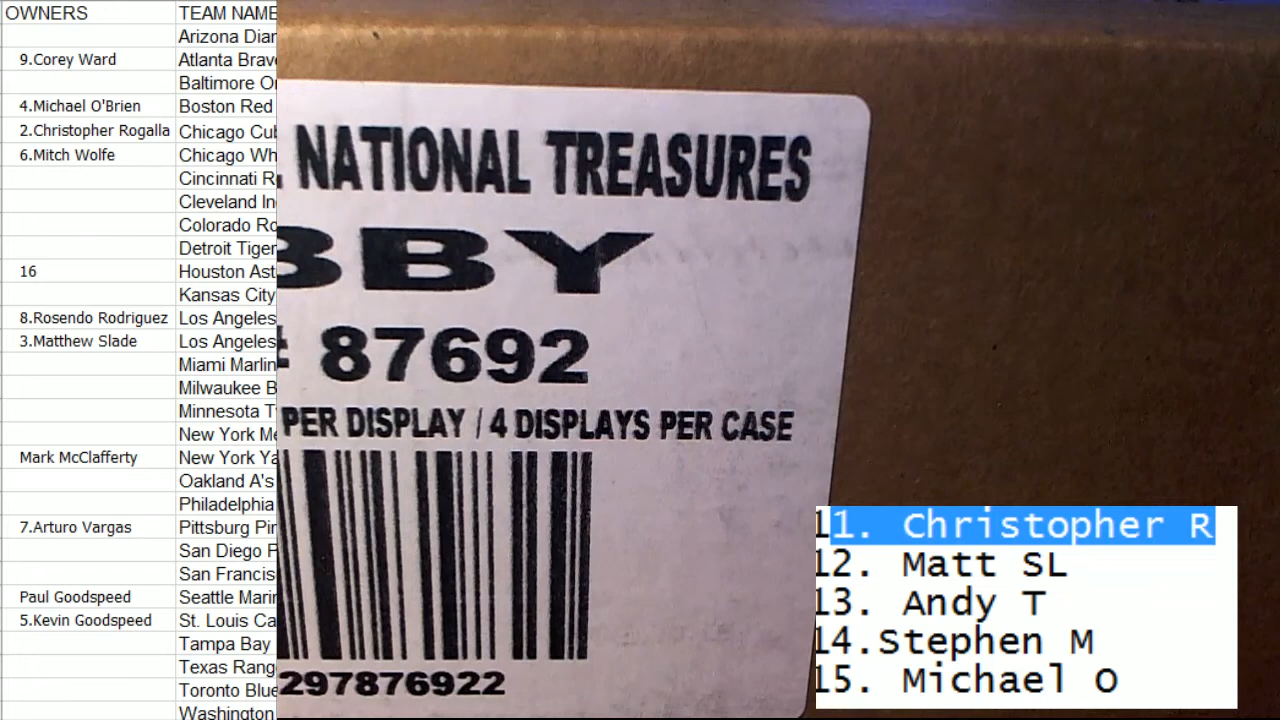 OWNERS TEAM NAME
Arizona Diar
9.Corey Ward Atlanta Brav
Baltimore O
4.Michael O'Brien Boston Red
2.Christopher Rogalla Chicago Cu
6.Mitch Wolfe Chicago Wh
Cincinnati R
Cleveland In
Colorado Ro
Detroit Tiger
16 Houston Ast
Kansas City
8.Rosendo Rodriguez Los Angeles
3.Matthew Slade Los Angeles
Miami Marlin
Milwaukee B
Minnesota T
New York Me
Mark McClafferty New York Ya
Oakland A's
Philadelphia
7.Arturo Vargas Pittsburg Pir
San Diego P
San Francis
Paul Goodspeed Seattle Marin
5.Kevin Goodspeed St. Louis Ca
Tampa Bay
Texas Rang
Toronto Blue
Washington
. NATIONAL TREASURES
BBY
# 87692
PER DISPLAY / 4 DISPLAYS PER CASE
297876922
11. Christopher R
12. Matt SL
13. Andy T
14.Stephen M
15. Michael O